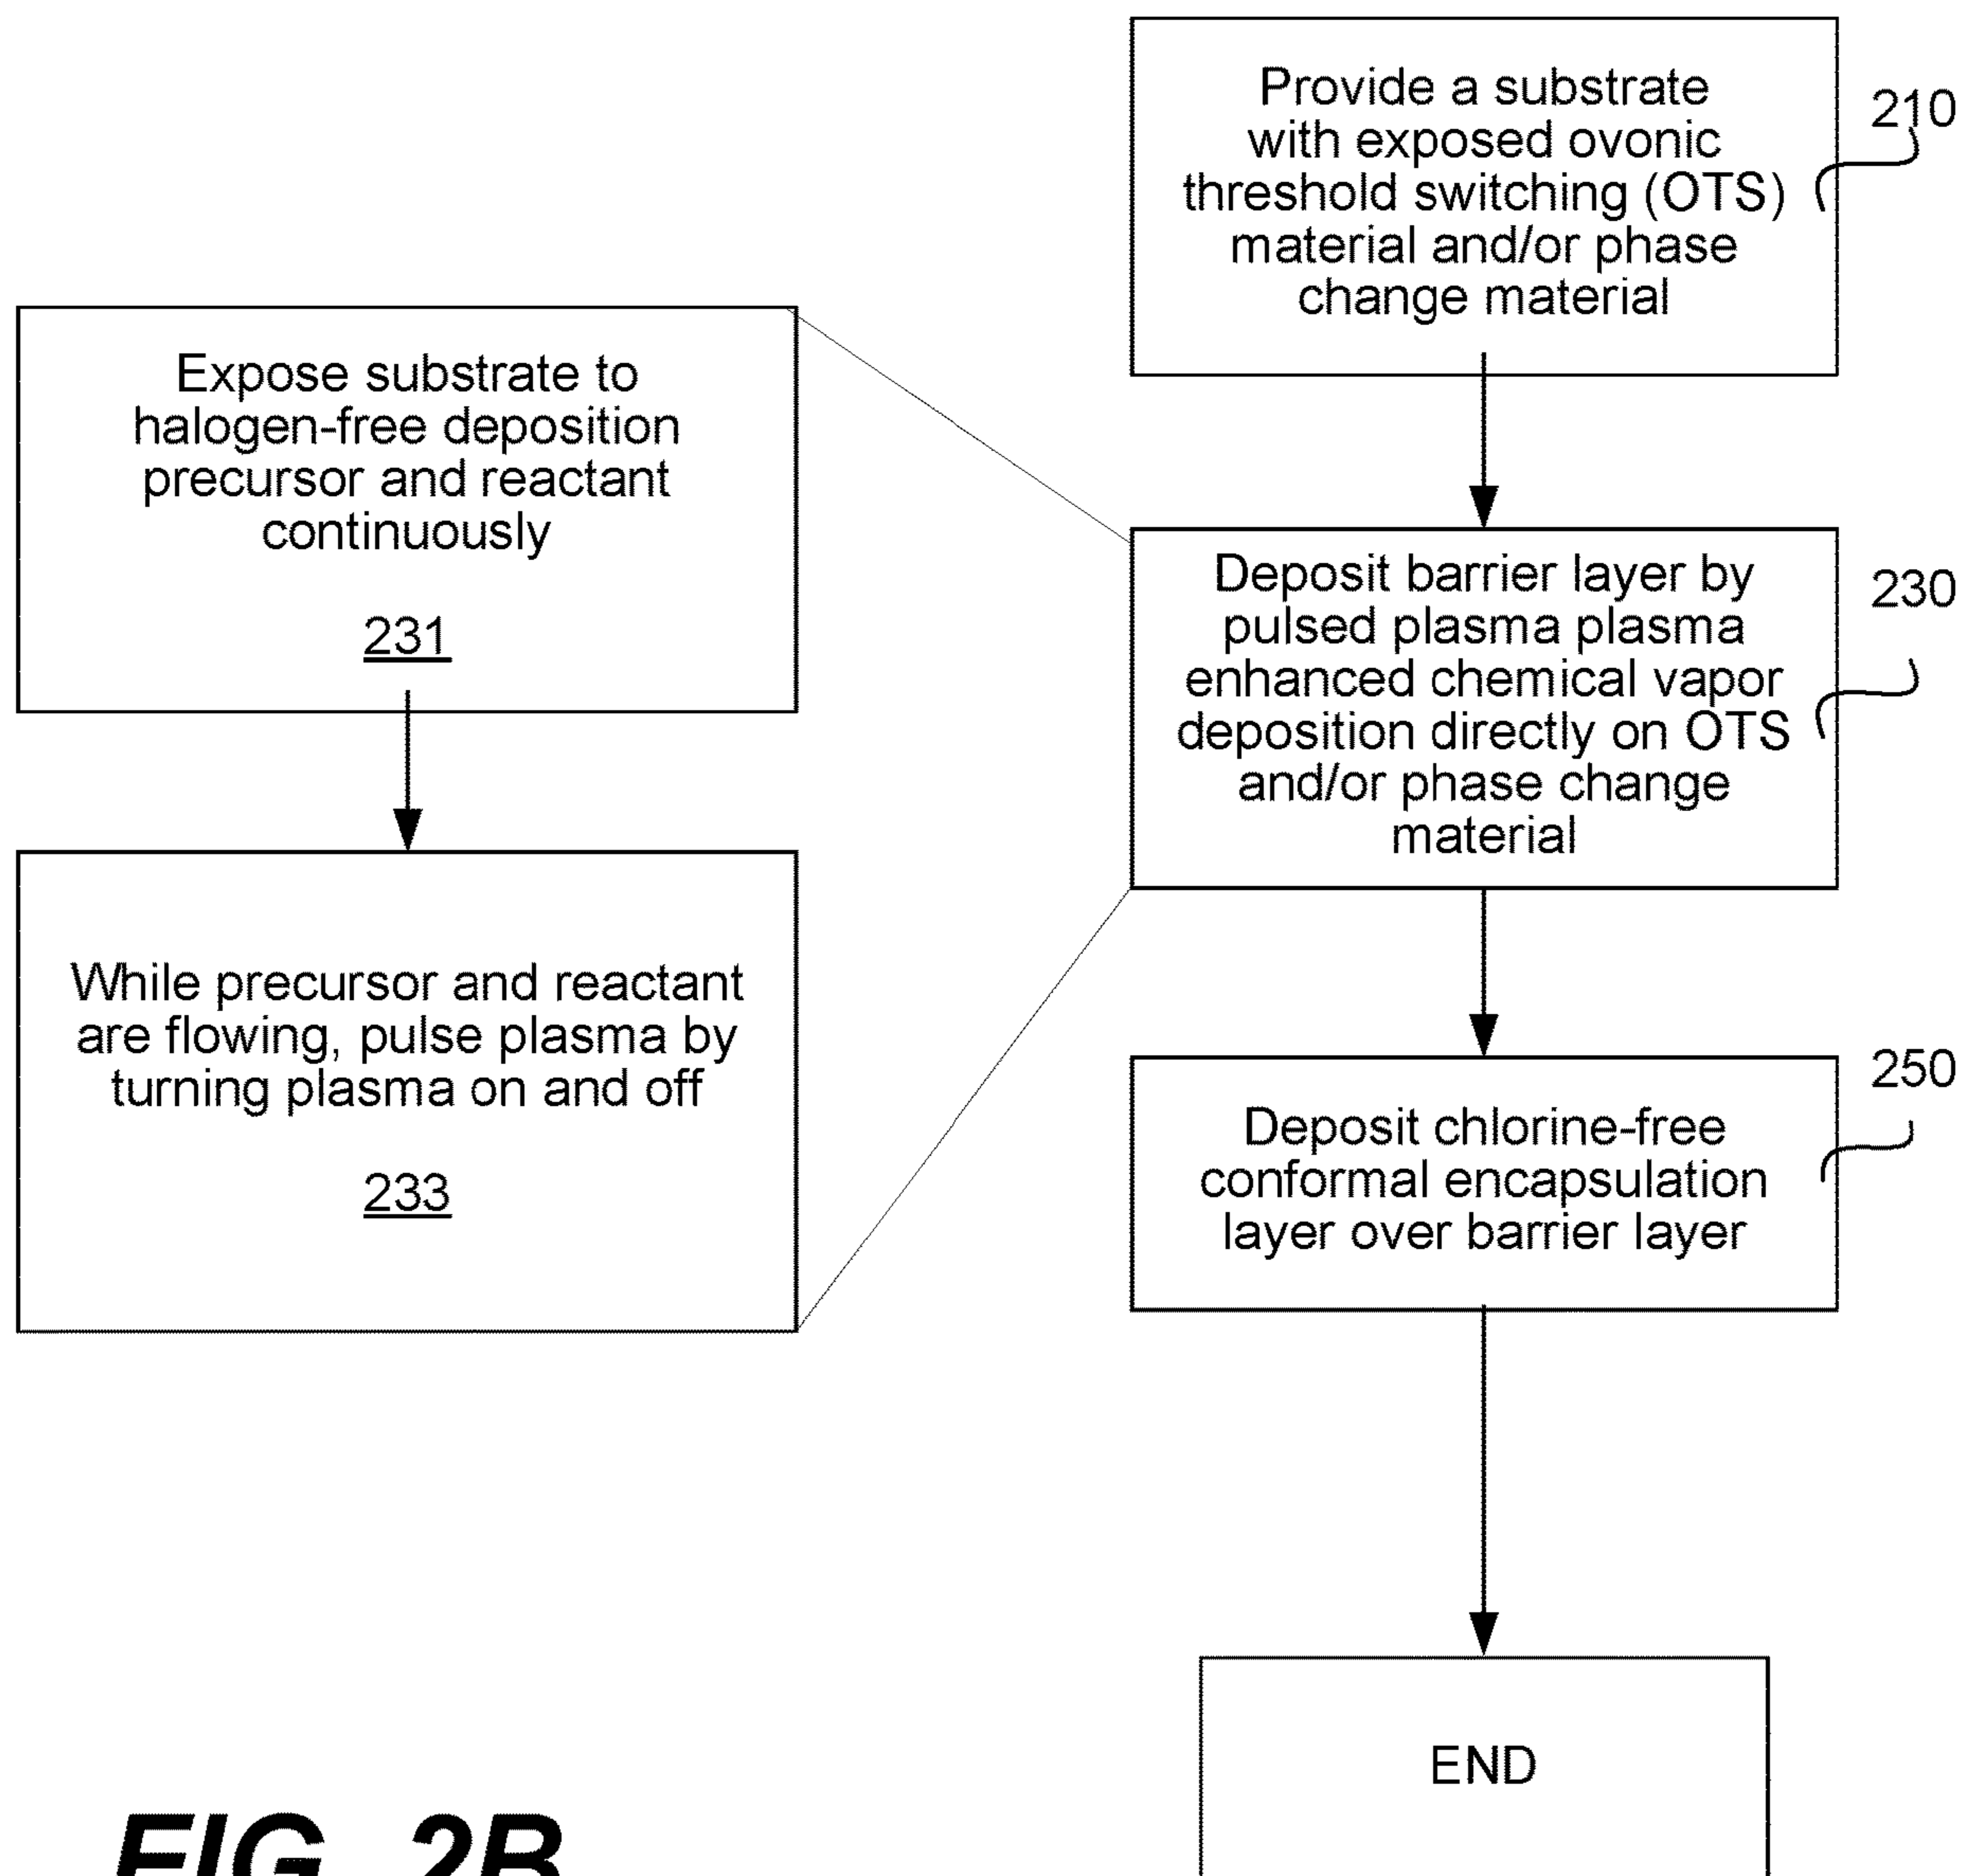 Provide a substrate
with exposed ovonic
threshold switching (OTS)
material and/or phase
change material
210
Expose substrate to
halogen-free deposition
precursor and reactant
continuously
231
Deposit barrier layer by
pulsed plasma plasma
enhanced chemical vapor
deposition directly on OTS
and/or phase change
material
230
While precursor and reactant
are flowing, pulse plasma by
turning plasma on and off
233
Deposit chlorine-free
conformal encapsulation
layer over barrier layer
250
END
FIG. 2B